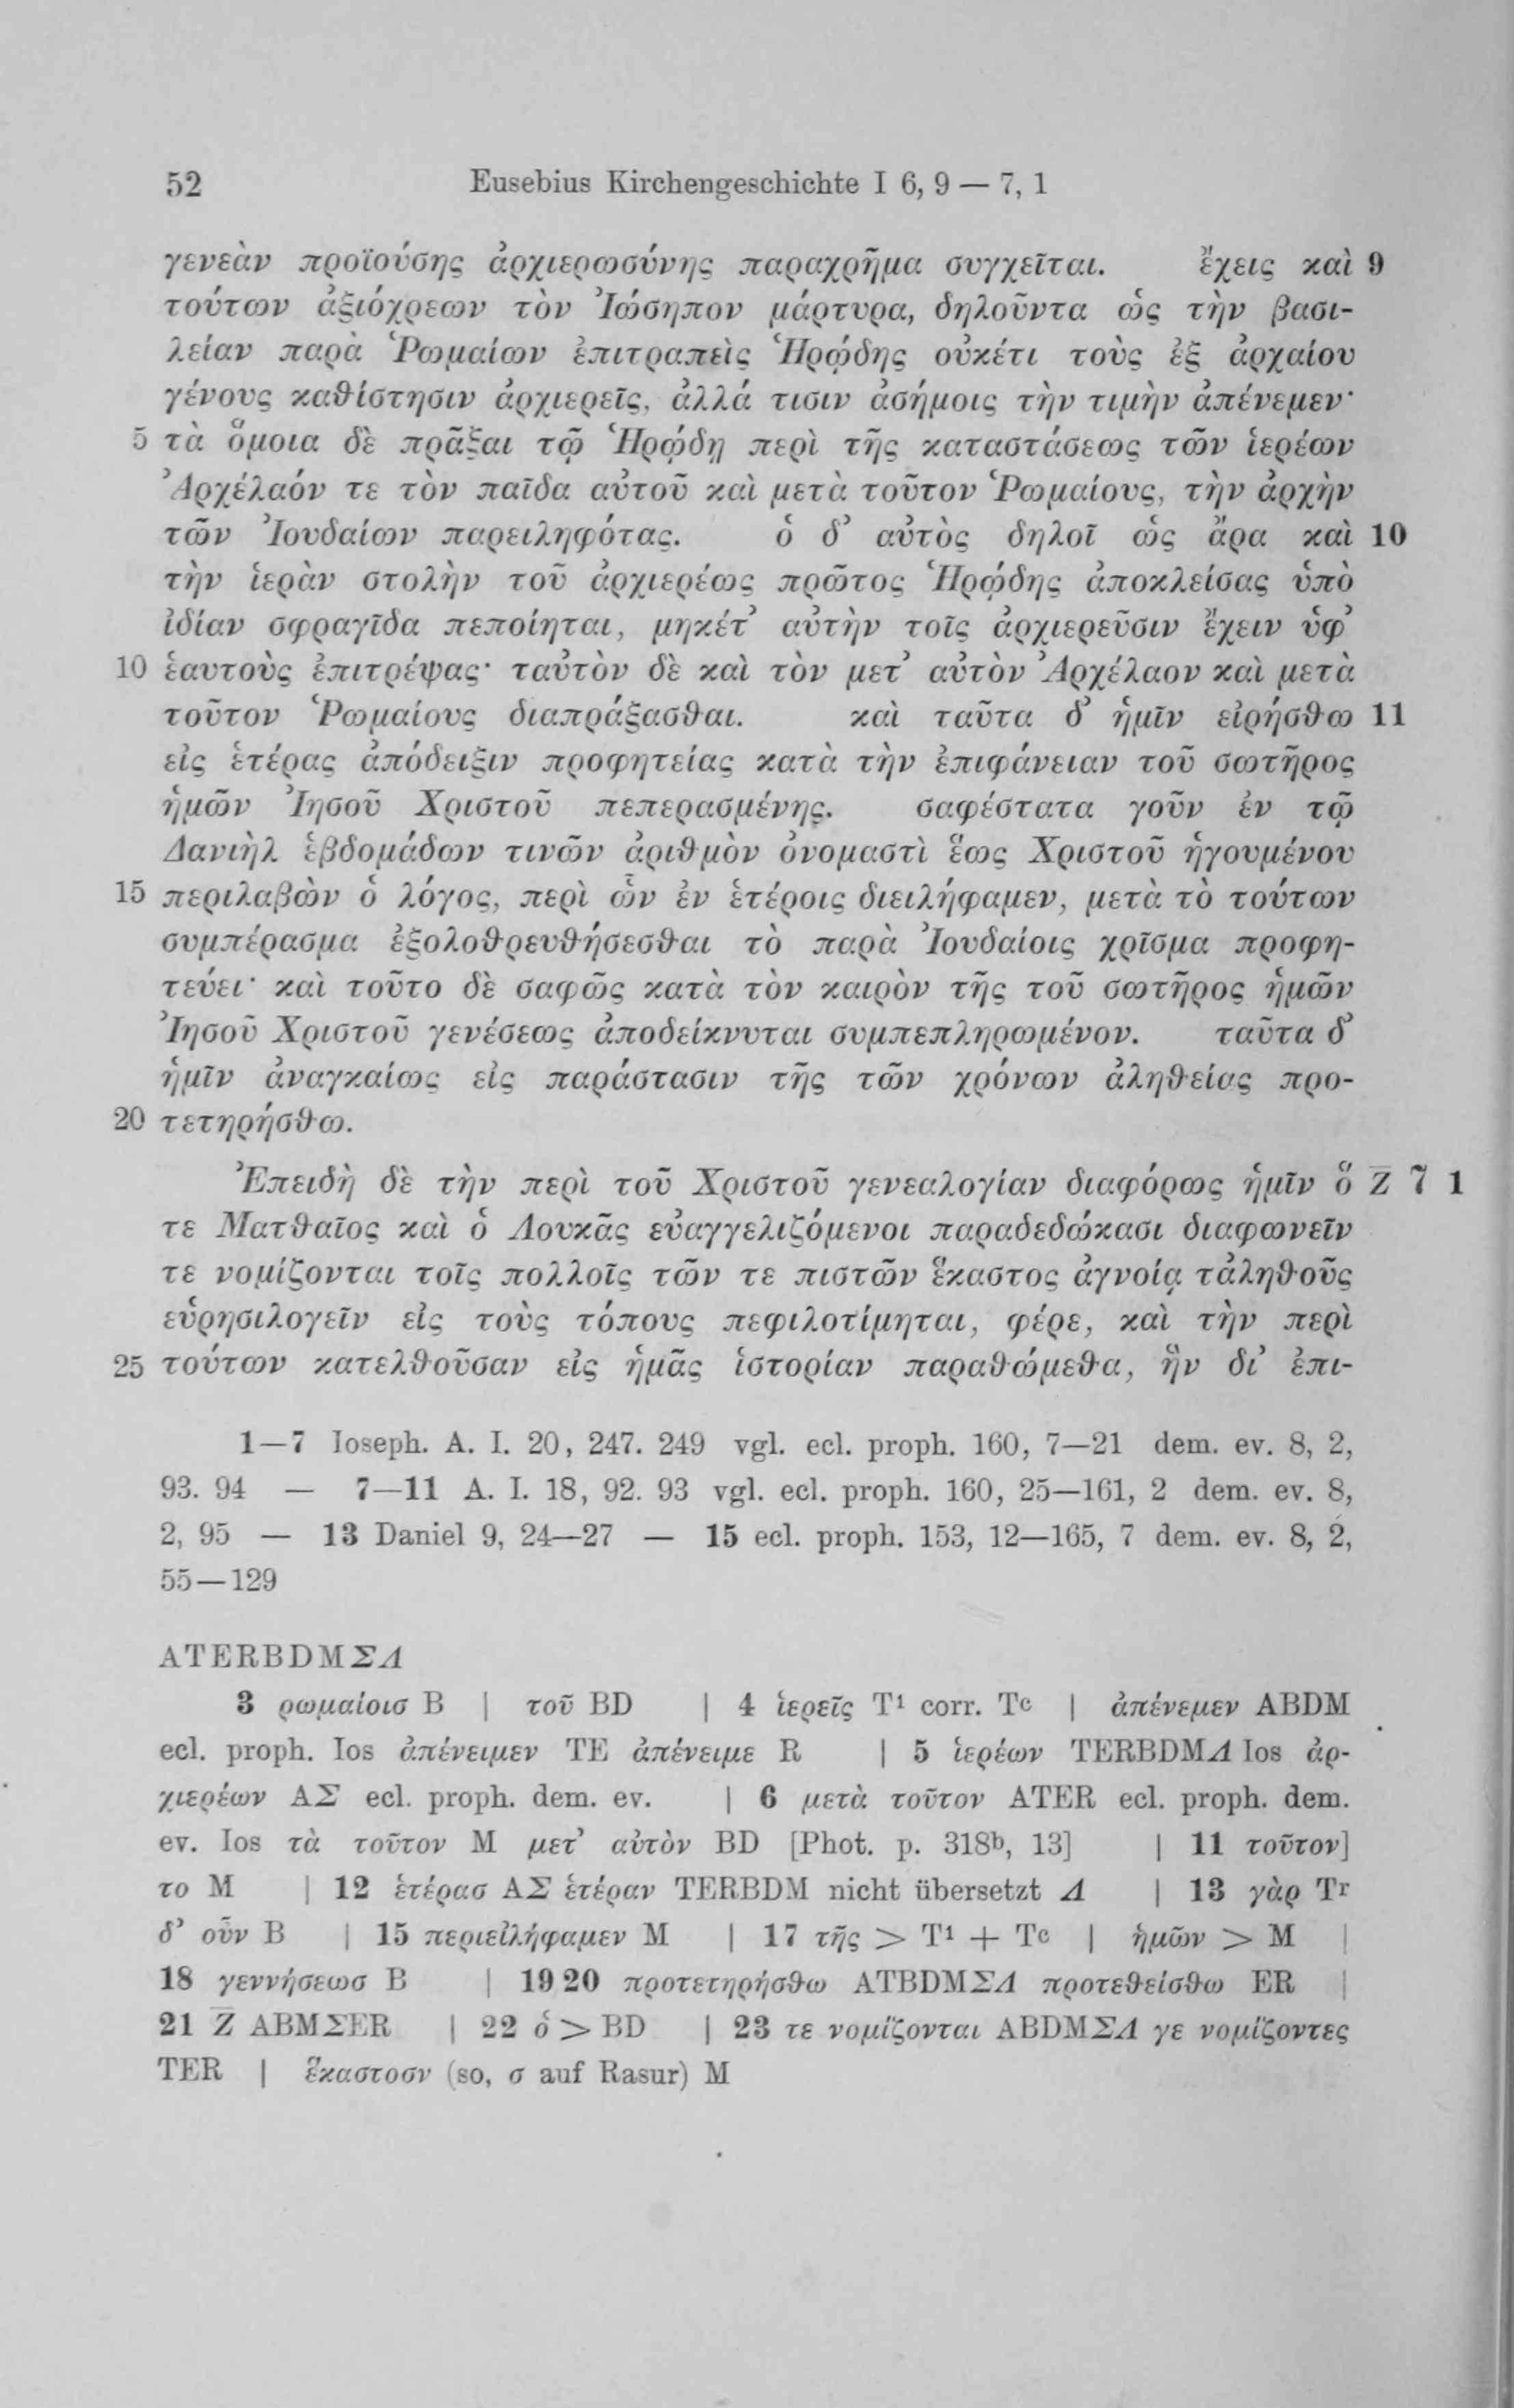 52 Eusebius Kirchengeschichte I 6, 9 — 7, 1
γενεὰν προϊούσης ἀρχιερωσύνης παραχρῆμα συγχεῖται. ἔχεις καὶ 9
τούτων ἀξιόχρεων τὸν Ἰώσηπον μάρτυρα, δηλοῦντα ὡς τὴν βασι-
λείαν παρὰ Ῥωμαίων ἐπιτραπεὶς Ἡρῴδης οὐκέτι τοὺς ἐξ ἀρχαίου
γένους καθίστησιν ἀρχιερεῖς, ἀλλά τισιν ἀσήμοις τὴν τιμὴν ἀπένεμεν·
5 τὰ ὅμοια δὲ πρᾶξαι τῷ Ἡρῴδῃ περὶ τῆς καταστάσεως τῶν ἱερέων
Ἀρχέλαόν τε τὸν παῖδα αὐτοῦ καὶ μετὰ τοῦτον Ῥωμαίους, τὴν ἀρχὴν
τῶν Ἰουδαίων παρειληφότας. ὁ δ’ αὐτὸς δηλοῖ ὡς ἄρα καὶ 10
τὴν ἱερὰν στολὴν τοῦ ἀρχιερέως πρῶτος Ἡρῴδης ἀποκλείσας ὑπὸ
ἰδίαν σφραγῖδα πεποίηται, μηκέτ’ αὐτὴν τοῖς ἀρχιερεῦσιν ἔχειν ὑφ’
10 ἑαυτοὺς ἐπιτρέψας· ταὐτὸν δὲ καὶ τὸν μετ’ αὐτὸν Ἀρχέλαον καὶ μετὰ
τοῦτον Ῥωμαίους διαπράξασθαι. καὶ ταῦτα δ’ ἡμῖν εἰρήσθω 11
εἰς ἑτέρας ἀπόδειξιν προφητείας κατὰ τὴν ἐπιφάνειαν τοῦ σωτῆρος
ἡμῶν Ἰησοῦ Χριστοῦ πεπερασμένης. σαφέστατα γοῦν ἐν τῷ
Δανιὴλ ἑβδομάδων τινῶν ἀριθμὸν ὀνομαστὶ ἕως Χριστοῦ ἡγουμένου
15 περιλαβὼν ὁ λόγος, περὶ ὧν ἐν ἑτέροις διειλήφαμεν, μετὰ τὸ τούτων
συμπέρασμα ἐξολοθρευθήσεσθαι τὸ παρὰ Ἰουδαίοις χρῖσμα προφη-
τεύει· καὶ τοῦτο δὲ σαφῶς κατὰ τὸν καιρὸν τῆς τοῦ σωτῆρος ἡμῶν
Ἰησοῦ Χριστοῦ γενέσεως ἀποδείκνυται συμπεπληρωμένον. ταῦτα δ’
ἡμῖν ἀναγκαίως εἰς παράστασιν τῆς τῶν χρόνων ἀληθείας προ-
20 τετηρήσθω.
Ἐπειδὴ δὲ τὴν περὶ τοῦ Χριστοῦ γενεαλογίαν διαφόρως ἡμῖν ὅ Z̅ 7 1
τε Ματθαῖος καὶ ὁ Λουκᾶς εὐαγγελιζόμενοι παραδεδώκασι διαφωνεῖν
τε νομίζονται τοῖς πολλοῖς τῶν τε πιστῶν ἕκαστος ἀγνοίᾳ τἀληθοῦς
εὑρησιλογεῖν εἰς τοὺς τόπους πεφιλοτίμηται, φέρε, καὶ τὴν περὶ
25 τούτων κατελθοῦσαν εἰς ἡμᾶς ἱστορίαν παραθώμεθα, ἣν δι’ ἐπι-
1—7 Ioseph. A. I. 20, 247. 249 vgl. ecl. proph. 160, 7—21 dem. ev. 8, 2,
93. 94 — 7—11 A. I. 18, 92. 93 vgl. ecl. proph. 160, 25—161, 2 dem. ev. 8,
2, 95 — 13 Daniel 9, 24—27 — 15 ecl. proph. 153, 12—165, 7 dem. ev. 8, 2,
55—129
ATERBDMΣΛ
3 ρωμαίοισ B | τοῦ BD | 4 ἱερεῖς T¹ corr. Tᶜ | ἀπένεμεν ABDM
ecl. proph. Ios ἀπένειμεν TE ἀπένειμε R | 5 ἱερέων TERBDMΛ Ios ἀρ-
χιερέων AΣ ecl. proph. dem. ev. | 6 μετὰ τοῦτον ATER ecl. proph. dem.
ev. Ios τὰ τοῦτον M μετ’ αὐτὸν BD [Phot. p. 318ᵇ, 13] | 11 τοῦτον]
το M | 12 ἑτέρασ AΣ ἑτέραν TERBDM nicht übersetzt Λ | 13 γὰρ Tʳ
δ’ οὖν B | 15 περιειλήφαμεν M | 17 τῆς > T¹ + Tᶜ | ἡμῶν > M |
18 γεννήσεωσ B | 19 20 προτετηρήσθω ATBDMΣΛ προτεθείσθω ER |
21 Z̅ ABMΣER | 22 ὁ > BD | 23 τε νομίζονται ABDMΣΛ γε νομίζοντες
TER | ἕκαστοσν (so, σ auf Rasur) M